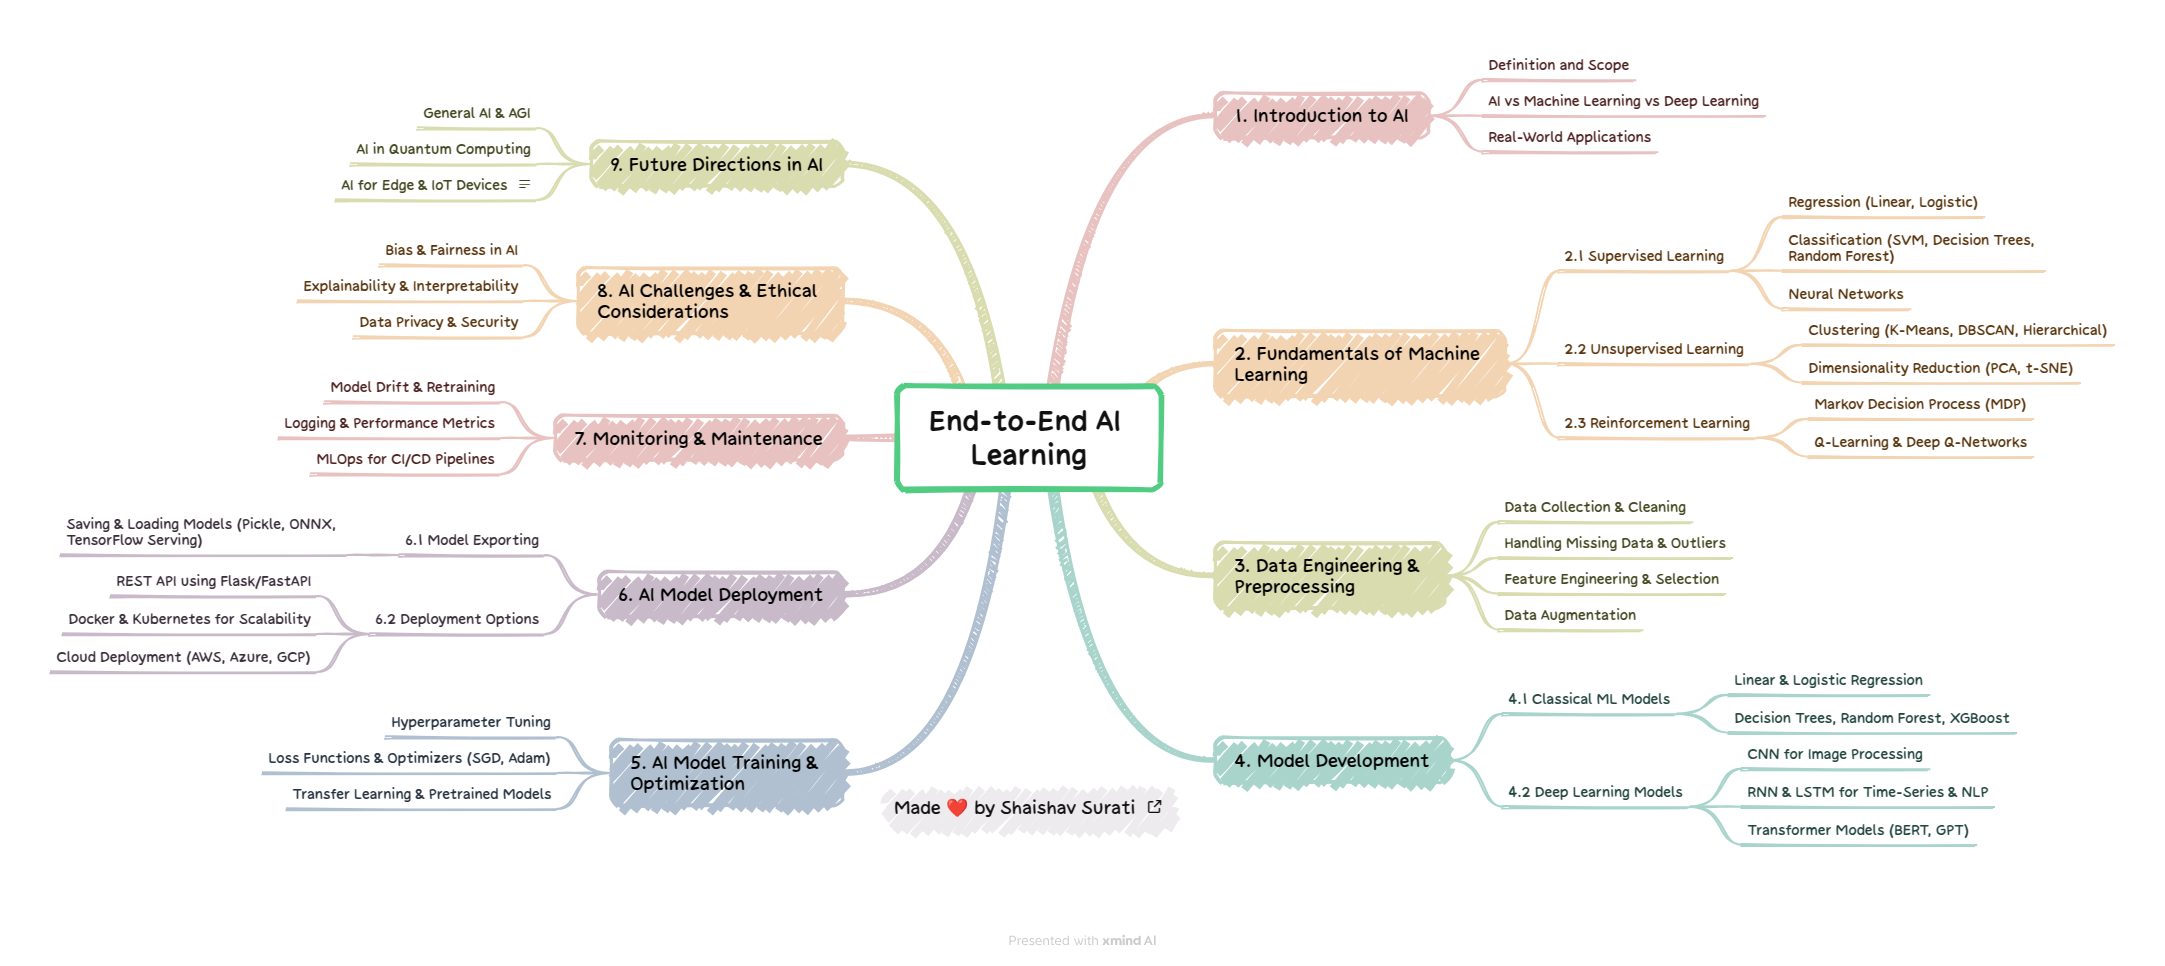 End-to-End AI
Learning
1. Introduction to AI
Definition and Scope
AI vs Machine Learning vs Deep Learning
Real-World Applications
2. Fundamentals of Machine
Learning
2.1 Supervised Learning
Regression (Linear, Logistic)
Classification (SVM, Decision Trees,
Random Forest)
Neural Networks
2.2 Unsupervised Learning
Clustering (K-Means, DBSCAN, Hierarchical)
Dimensionality Reduction (PCA, t-SNE)
2.3 Reinforcement Learning
Markov Decision Process (MDP)
Q-Learning & Deep Q-Networks
3. Data Engineering &
Preprocessing
Data Collection & Cleaning
Handling Missing Data & Outliers
Feature Engineering & Selection
Data Augmentation
4. Model Development
4.1 Classical ML Models
Linear & Logistic Regression
Decision Trees, Random Forest, XGBoost
4.2 Deep Learning Models
CNN for Image Processing
RNN & LSTM for Time-Series & NLP
Transformer Models (BERT, GPT)
5. AI Model Training &
Optimization
Hyperparameter Tuning
Loss Functions & Optimizers (SGD, Adam)
Transfer Learning & Pretrained Models
6. AI Model Deployment
6.1 Model Exporting
Saving & Loading Models (Pickle, ONNX,
TensorFlow Serving)
6.2 Deployment Options
REST API using Flask/FastAPI
Docker & Kubernetes for Scalability
Cloud Deployment (AWS, Azure, GCP)
7. Monitoring & Maintenance
Model Drift & Retraining
Logging & Performance Metrics
MLOps for CI/CD Pipelines
8. AI Challenges & Ethical
Considerations
Bias & Fairness in AI
Explainability & Interpretability
Data Privacy & Security
9. Future Directions in AI
General AI & AGI
AI in Quantum Computing
AI for Edge & IoT Devices
Made ❤️ by Shaishav Surati
Presented with xmind AI